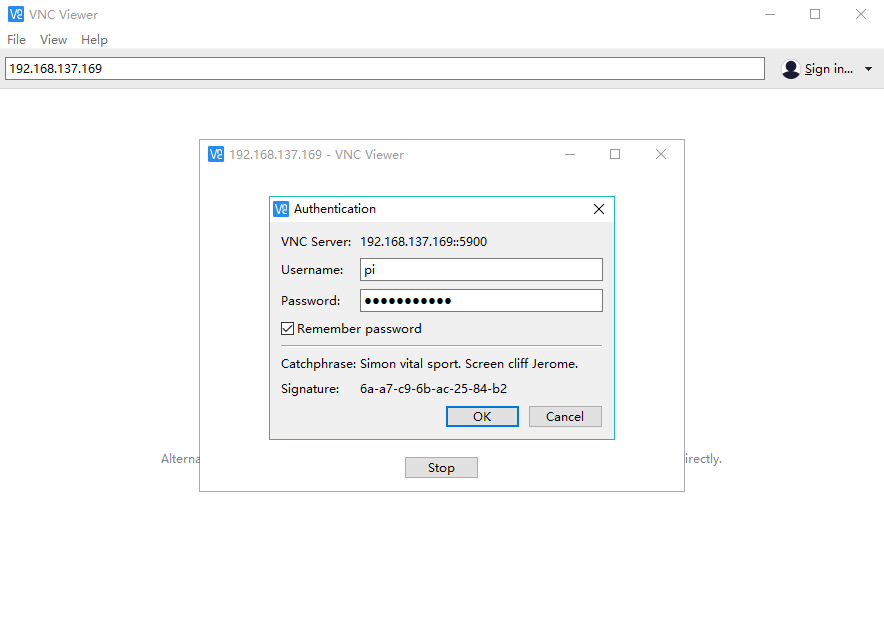 VNC Viewer
File View Help
192.168.137.169
Sign in...
192.168.137.169 - VNC Viewer
Authentication
VNC Server: 192.168.137.169::5900
Username: pi
Password: ●●●●●●●●●●●
Remember password
Catchphrase: Simon vital sport. Screen cliff Jerome.
Signature: 6a-a7-c9-6b-ac-25-84-b2
OK Cancel
Alterna
irectly.
Stop